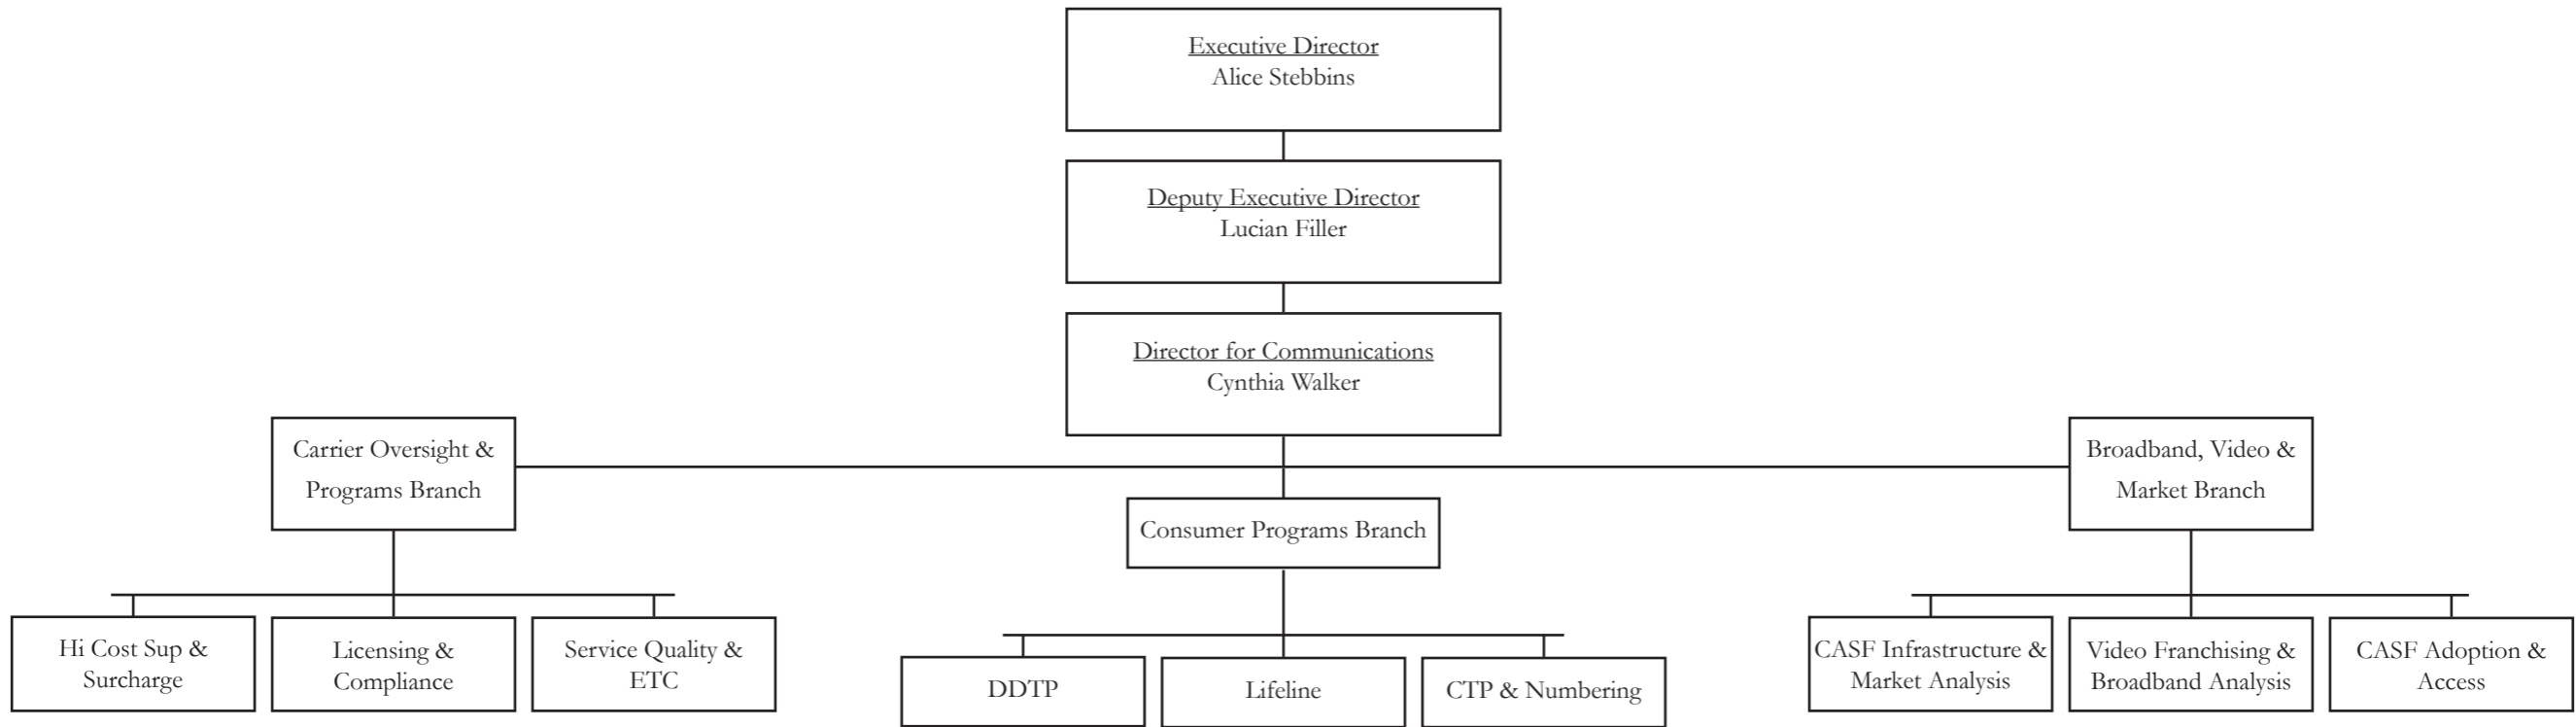 Executive Director
Alice Stebbins
Deputy Executive Director
Lucian Filler
Director for Communications
Cynthia Walker
Carrier Oversight &
Programs Branch
Consumer Programs Branch
Broadband, Video &
Market Branch
Hi Cost Sup &
Surcharge
Licensing &
Compliance
Service Quality &
ETC
DDTP
Lifeline
CTP & Numbering
CASF Infrastructure &
Market Analysis
Video Franchising &
Broadband Analysis
CASF Adoption &
Access